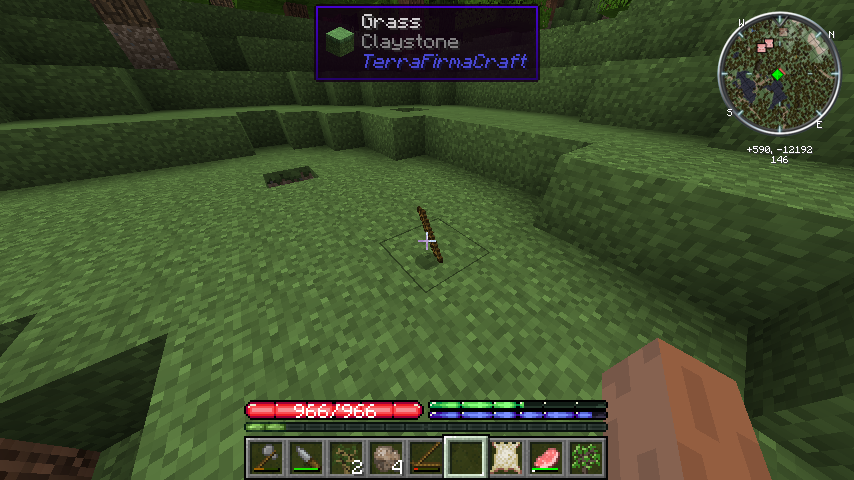 Grass
Claystone
TerraFirmaCraft
W
N
S
E
+590, -12192
146
966/966
2
4